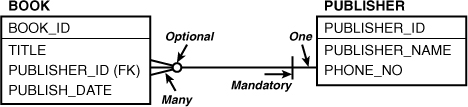 BOOK
BOOK_ID
TITLE
PUBLISHER_ID (FK)
PUBLISH_DATE
Optional
Many
Mandatory
One
PUBLISHER
PUBLISHER_ID
PUBLISHER_NAME
PHONE_NO